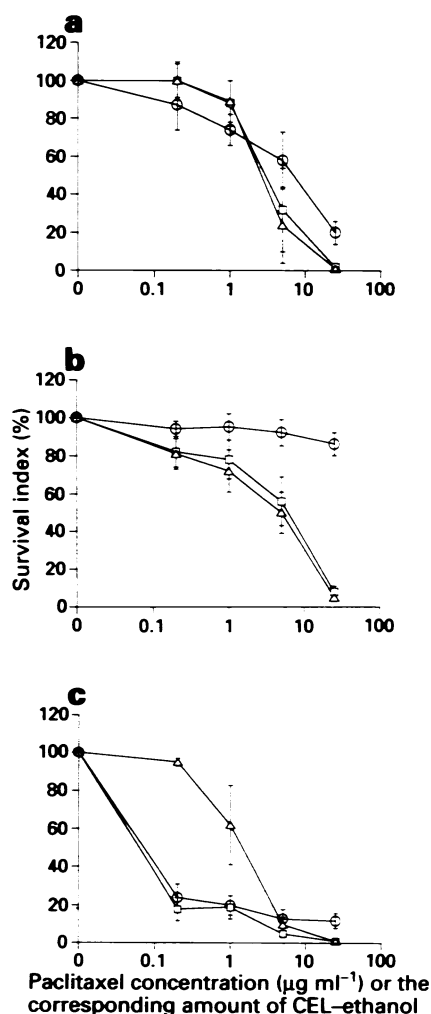 a
120
100
80
60
40
20
0
0 0.1 1 10 100
b
120
100
80
60
40
20
0
0 0.1 1 10 100
Survival index (%)
c
120
100
80
60
40
20
0
0 0.1 1 10 100
Paclitaxel concentration (μg ml⁻¹) or the
corresponding amount of CEL–ethanol